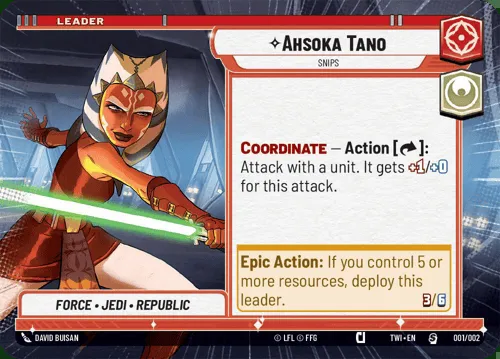 LEADER
✧AHSOKA TANO
SNIPS
COORDINATE – Action [↷]:
Attack with a unit. It gets +1/+0
for this attack.
Epic Action: If you control 5 or
more resources, deploy this
leader.
3/6
FORCE • JEDI • REPUBLIC
DAVID BUISAN
© LFL © FFG
TWI • EN
S
001/002